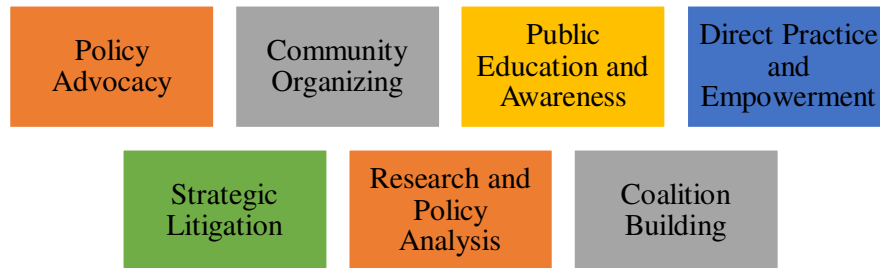 Policy
Advocacy
Community
Organizing
Public
Education and
Awareness
Direct Practice
and
Empowerment
Strategic
Litigation
Research and
Policy
Analysis
Coalition
Building